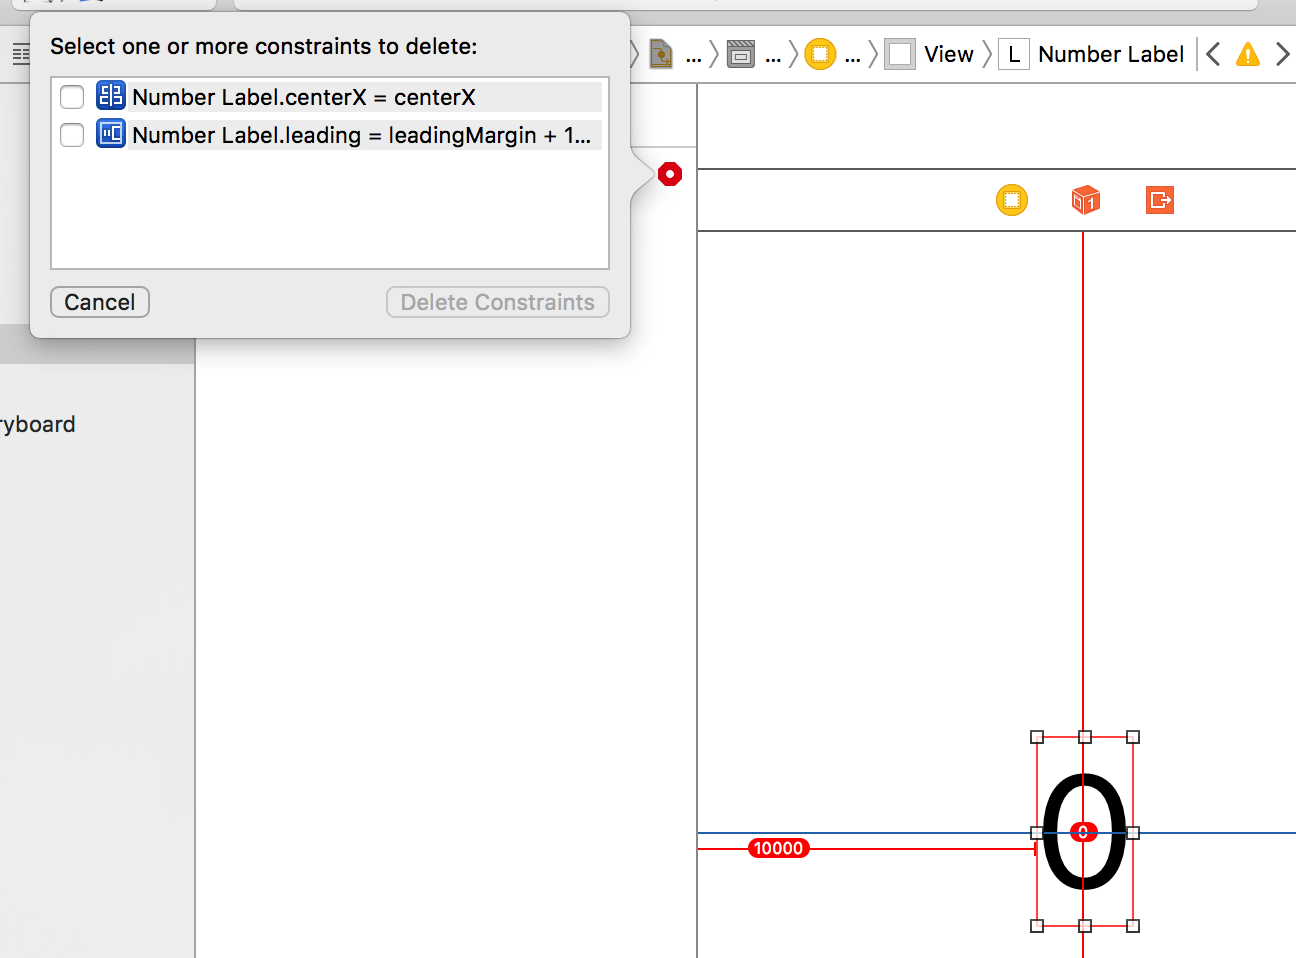 Select one or more constraints to delete:
Number Label.centerX = centerX
Number Label.leading = leadingMargin + 1...
Cancel
Delete Constraints
... 
...
...
View
L
Number Label
1
ryboard
0
0
10000